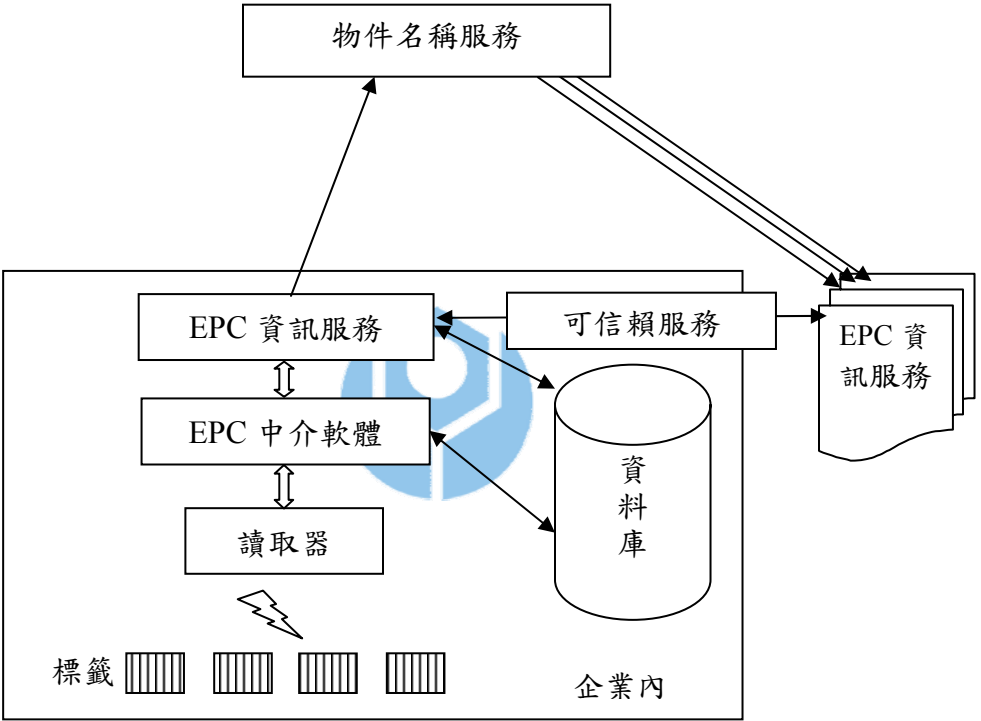 物件名稱服務
EPC 資訊服務
可信賴服務
EPC 資
訊服務
EPC 中介軟體
資
料
庫
讀取器
標籤
企業內